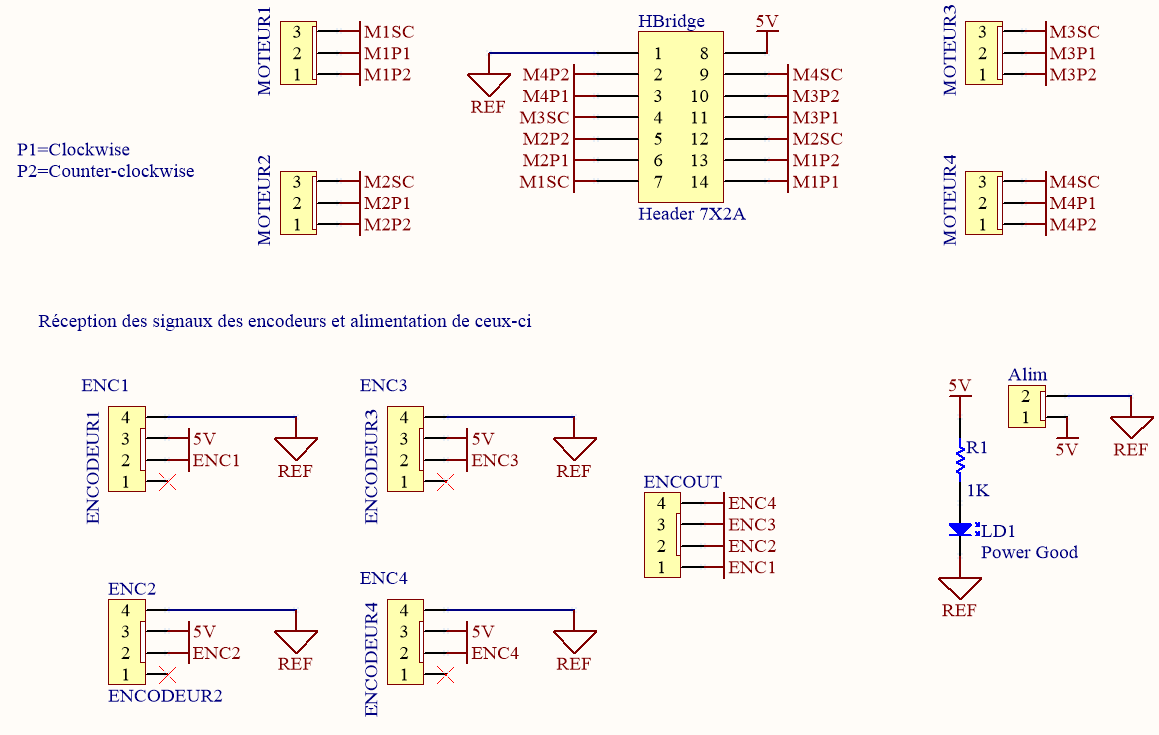 MOTEUR1
3 M1SC
2 M1P1
1 M1P2
HBridge
5V
REF
1 8
M4P2 2 9 M4SC
M4P1 3 10 M3P2
M3SC 4 11 M3P1
M2P2 5 12 M2SC
M2P1 6 13 M1P2
M1SC 7 14 M1P1
Header 7X2A
MOTEUR3
3 M3SC
2 M3P1
1 M3P2
P1=Clockwise
P2=Counter-clockwise
MOTEUR2
3 M2SC
2 M2P1
1 M2P2
MOTEUR4
3 M4SC
2 M4P1
1 M4P2
Réception des signaux des encodeurs et alimentation de ceux-ci
ENC1
ENCODEUR1
4
3 5V
2 ENC1
1
REF
ENC3
ENCODEUR3
4
3 5V
2 ENC3
1
REF
ENCOUT
4 ENC4
3 ENC3
2 ENC2
1 ENC1
5V
R1
1K
LD1
Power Good
REF
Alim
2
1
5V
REF
ENC2
4
3 5V
2 ENC2
1
REF
ENCODEUR2
ENC4
ENCODEUR4
4
3 5V
2 ENC4
1
REF